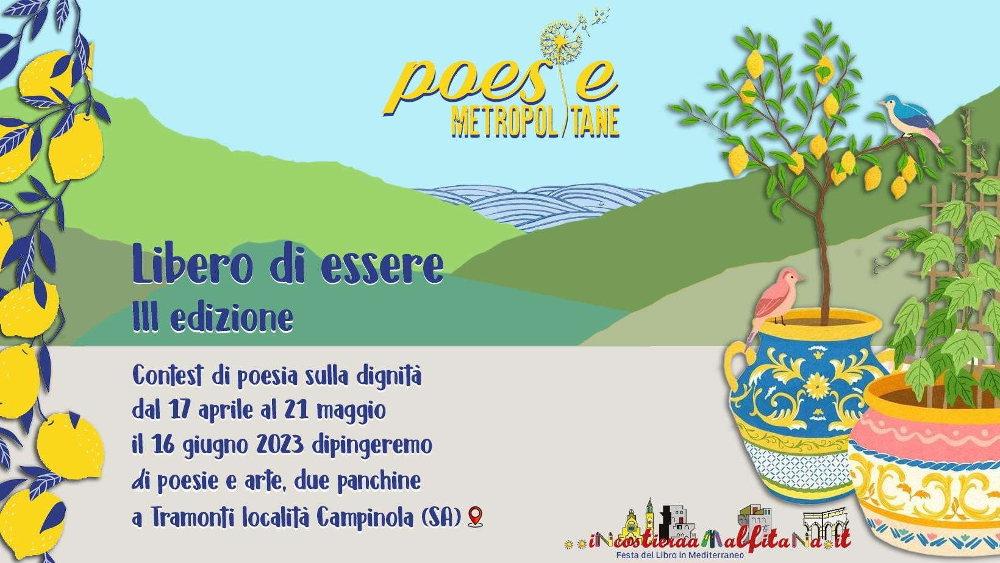 poesie
METROPOLITANE
Libero di essere
III edizione
Contest di poesia sulla dignità
dal 17 aprile al 21 maggio
il 16 giugno 2023 dipingeremo
di poesie e arte, due panchine
a Tramonti località Campinola (SA)
...iNcostieraaMalfitaNa.it
Festa del Libro in Mediterraneo